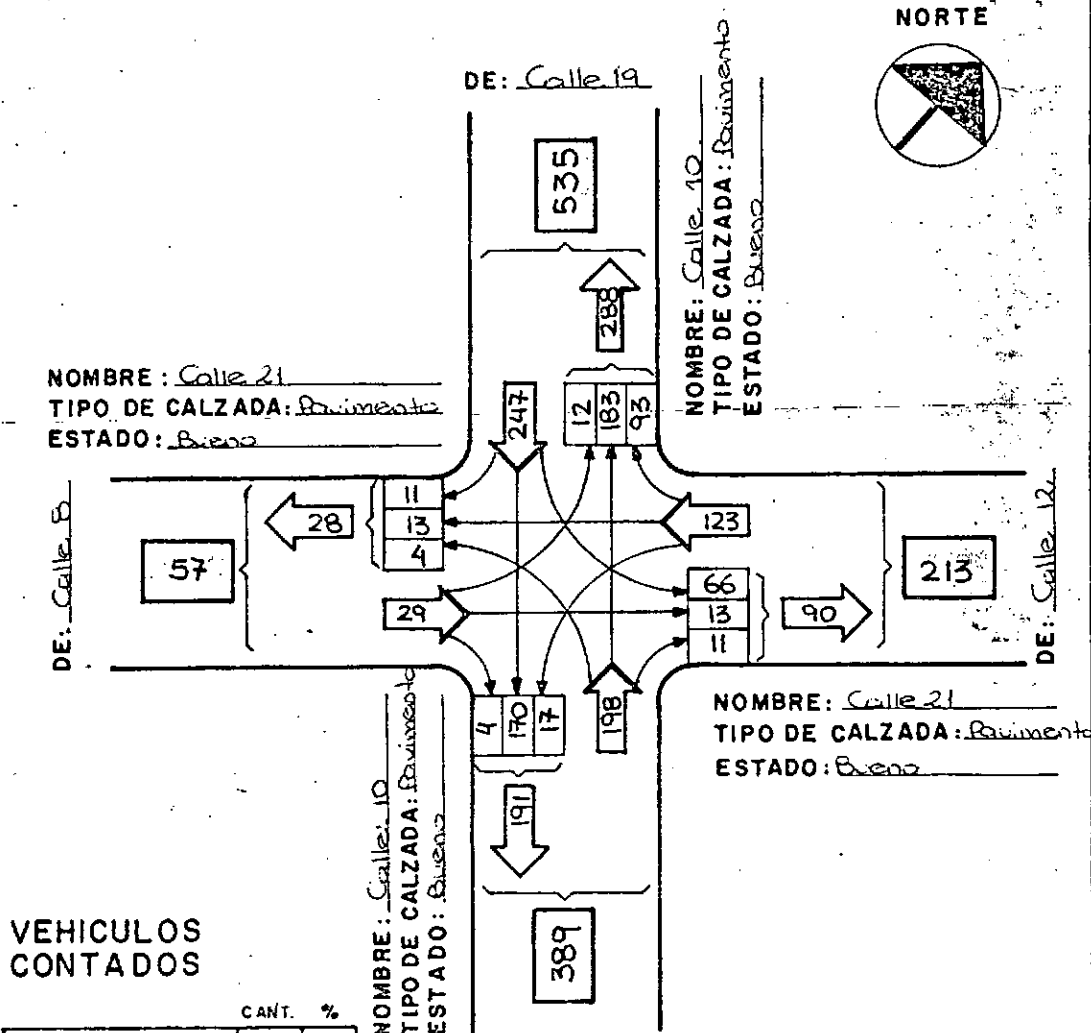 NORTE
DE: Calle 19
535
288
NOMBRE: Calle 10
TIPO DE CALZADA: Pavimento
ESTADO: Bueno
NOMBRE: Calle 21
TIPO DE CALZADA: Pavimento
ESTADO: Bueno
247
12
183
93
DE: Calle 8
57
28
11
13
4
123
29
66
13
11
90
213
DE: Calle 12
4
170
17
198
191
389
NOMBRE: Calle 21
TIPO DE CALZADA: Pavimento
ESTADO: Bueno
NOMBRE: Calle 10
TIPO DE CALZADA: Pavimento
ESTADO: Bueno
VEHICULOS
CONTADOS
CANT. %